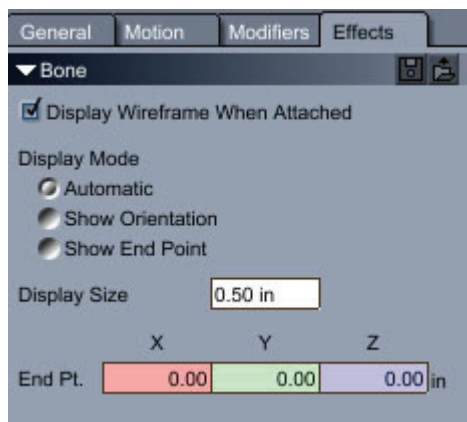 General Motion Modifiers Effects
Bone
Display Wireframe When Attached
Display Mode
Automatic
Show Orientation
Show End Point
Display Size 0.50 in
X Y Z
End Pt. 0.00 0.00 0.00 in